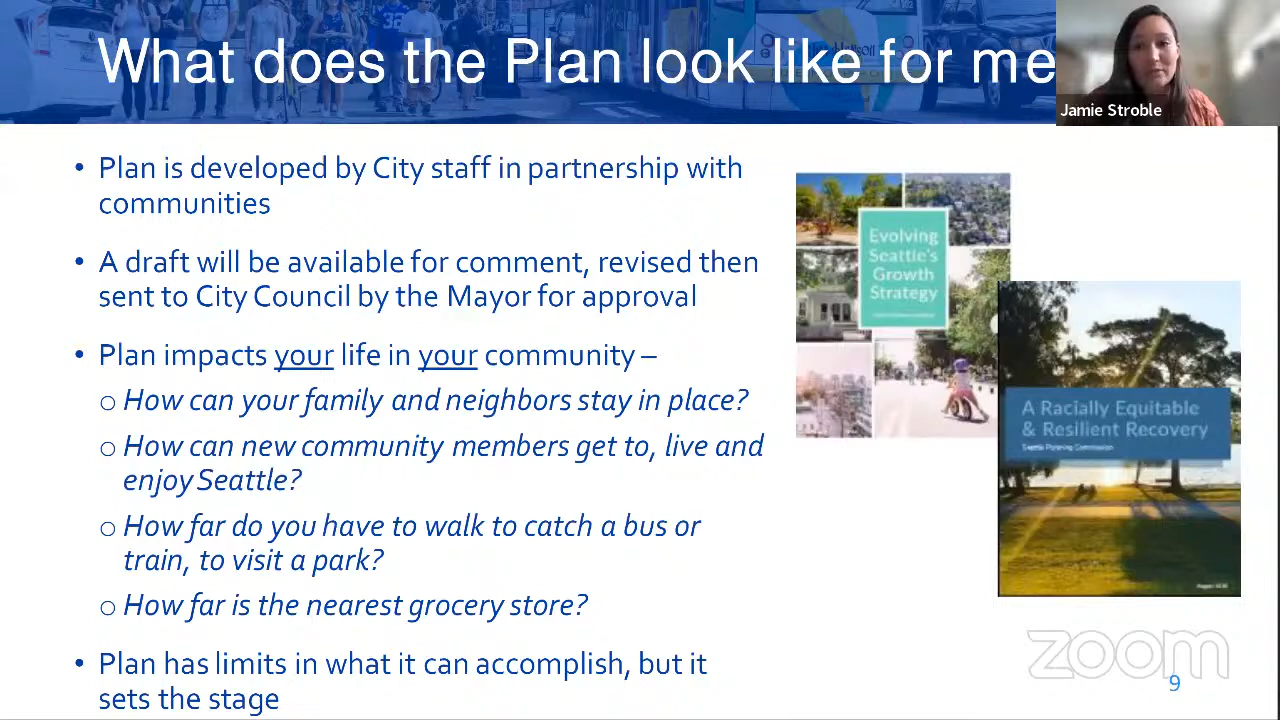 What does the Plan look like for me
Jamie Stroble
• Plan is developed by City staff in partnership with
communities
• A draft will be available for comment, revised then
sent to City Council by the Mayor for approval
• Plan impacts your life in your community –
o How can your family and neighbors stay in place?
o How can new community members get to, live and
enjoy Seattle?
o How far do you have to walk to catch a bus or
train, to visit a park?
o How far is the nearest grocery store?
• Plan has limits in what it can accomplish, but it
sets the stage
Evolving
Seattle's
Growth
Strategy
A Racially Equitable
& Resilient Recovery
Seattle Planning Commission
zoom
9